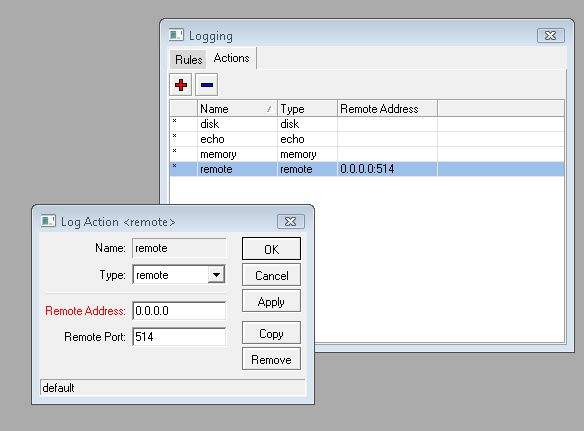 Logging
Rules Actions
Name Type Remote Address
* disk disk
* echo echo
* memory memory
* remote remote 0.0.0.0:514
Log Action <remote>
Name: remote OK
Type: remote Cancel
Apply
Remote Address: 0.0.0.0
Remote Port: 514 Copy
Remove
default